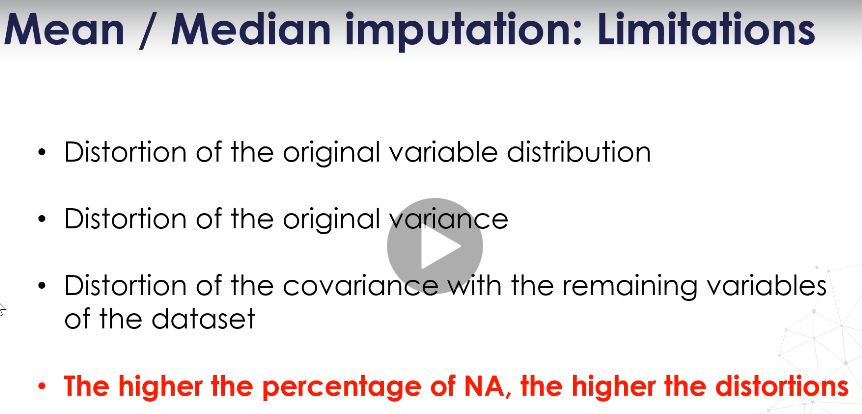 Mean / Median imputation: Limitations
• Distortion of the original variable distribution
• Distortion of the original variance
• Distortion of the covariance with the remaining variables
of the dataset
• The higher the percentage of NA, the higher the distortions